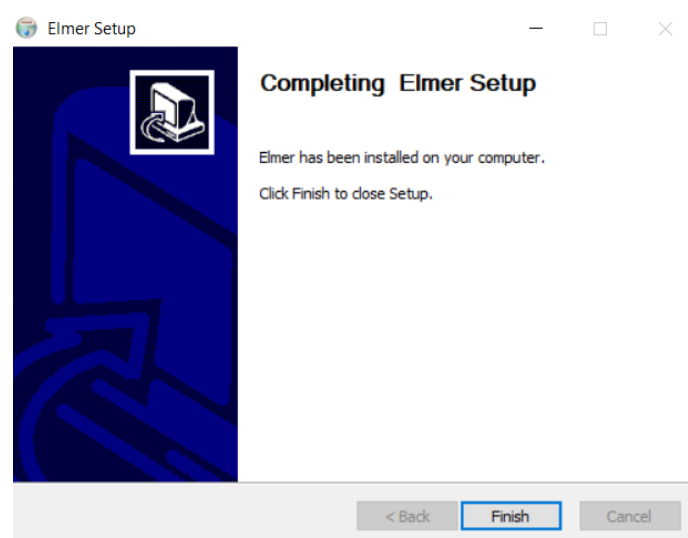 Elmer Setup
Completing Elmer Setup
Elmer has been installed on your computer.
Click Finish to close Setup.
< Back
Finish
Cancel